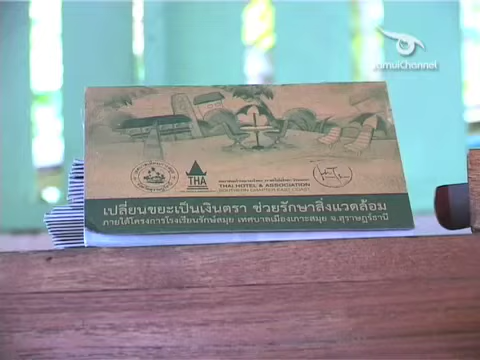 SamuiChannel
THA
THAI HOTEL & ASSOCIATION
SOUTHERN CHAPTER EAST COAST
เปลี่ยนขยะเป็นเงินตรา ช่วยรักษาสิ่งแวดล้อม
ภายใต้โครงการโรงเรียนรักษ์สมุย เทศบาลเมืองเกาะสมุย จ.สุราษฎร์ธานี